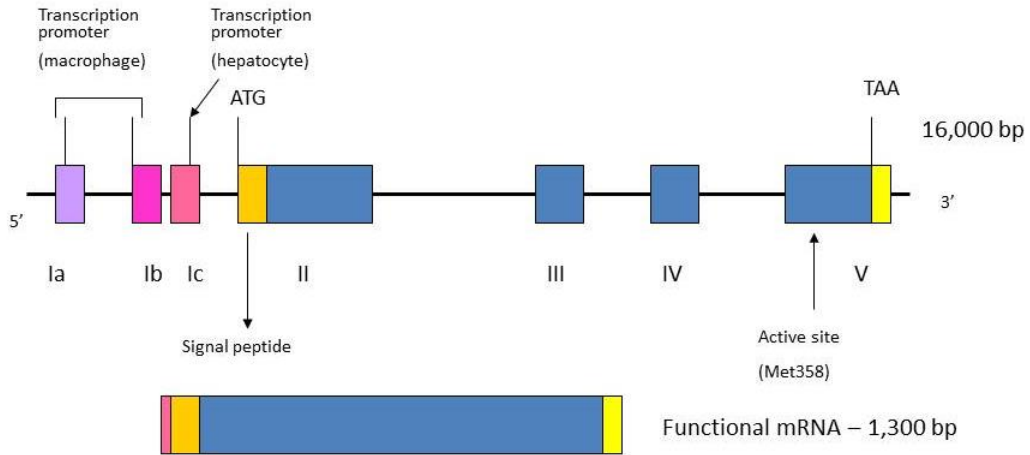 Transcription
promoter
(macrophage)
Transcription
promoter
(hepatocyte)
ATG
TAA
16,000 bp
5’
3’
Ia
Ib
Ic
II
III
IV
V
Signal peptide
Active site
(Met358)
Functional mRNA – 1,300 bp